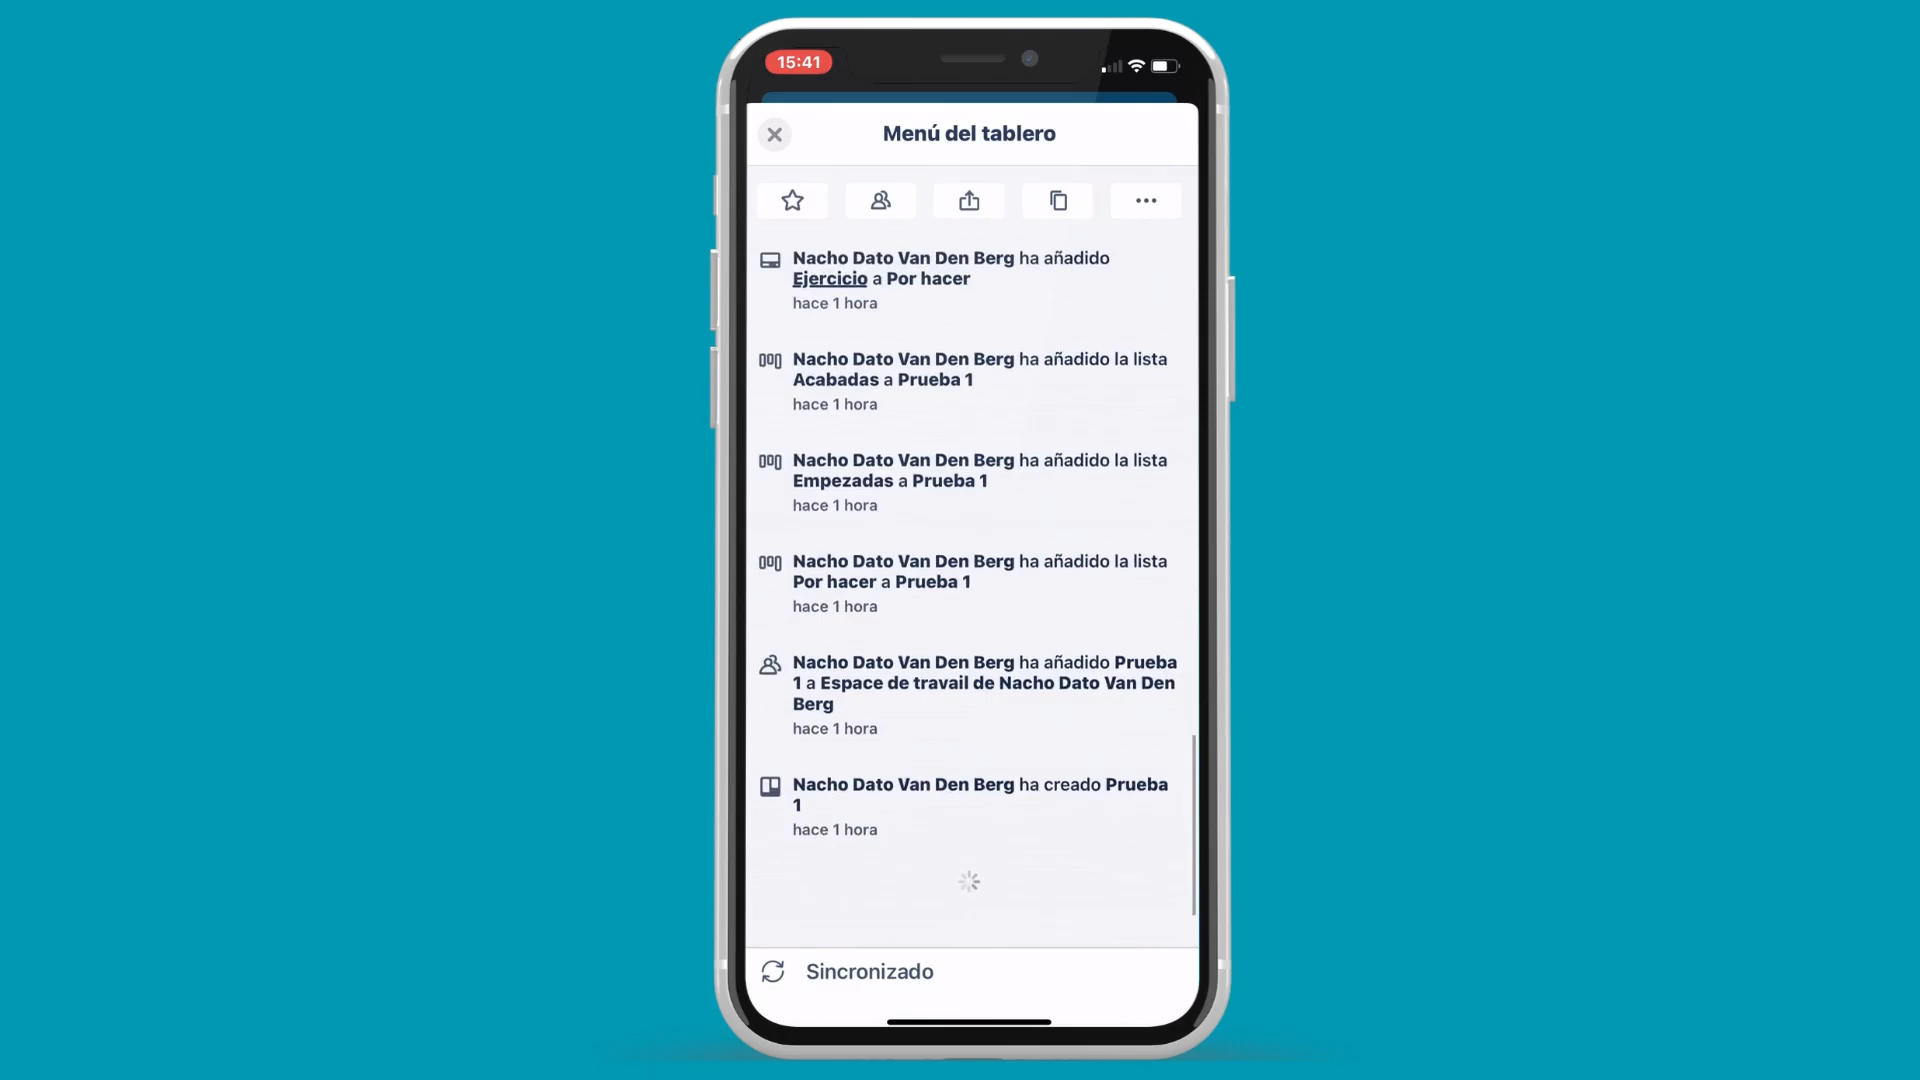 15:41
Menú del tablero
Nacho Dato Van Den Berg ha añadido
Ejercicio a Por hacer
hace 1 hora
Nacho Dato Van Den Berg ha añadido la lista
Acabadas a Prueba 1
hace 1 hora
Nacho Dato Van Den Berg ha añadido la lista
Empezadas a Prueba 1
hace 1 hora
Nacho Dato Van Den Berg ha añadido la lista
Por hacer a Prueba 1
hace 1 hora
Nacho Dato Van Den Berg ha añadido Prueba
1 a Espace de travail de Nacho Dato Van Den
Berg
hace 1 hora
Nacho Dato Van Den Berg ha creado Prueba
1
hace 1 hora
Sincronizado